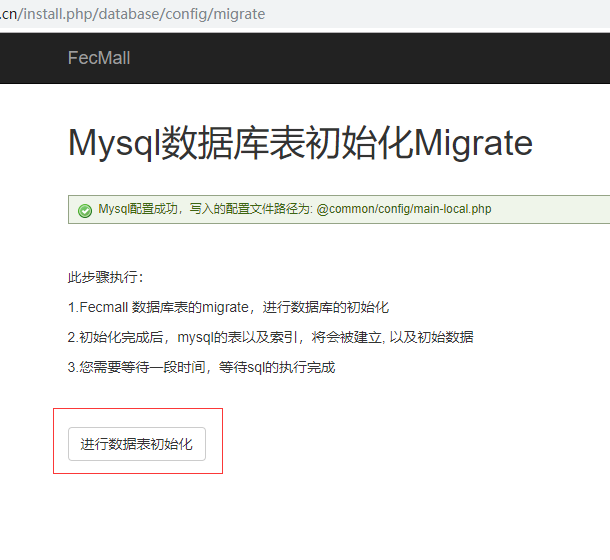 .cn/install.php/database/config/migrate
FecMall
Mysql数据库表初始化Migrate
Mysql配置成功，写入的配置文件路径为: @common/config/main-local.php
此步骤执行：
1.Fecmall 数据库表的migrate，进行数据库的初始化
2.初始化完成后，mysql的表以及索引，将会被建立, 以及初始数据
3.您需要等待一段时间，等待sql的执行完成
进行数据表初始化